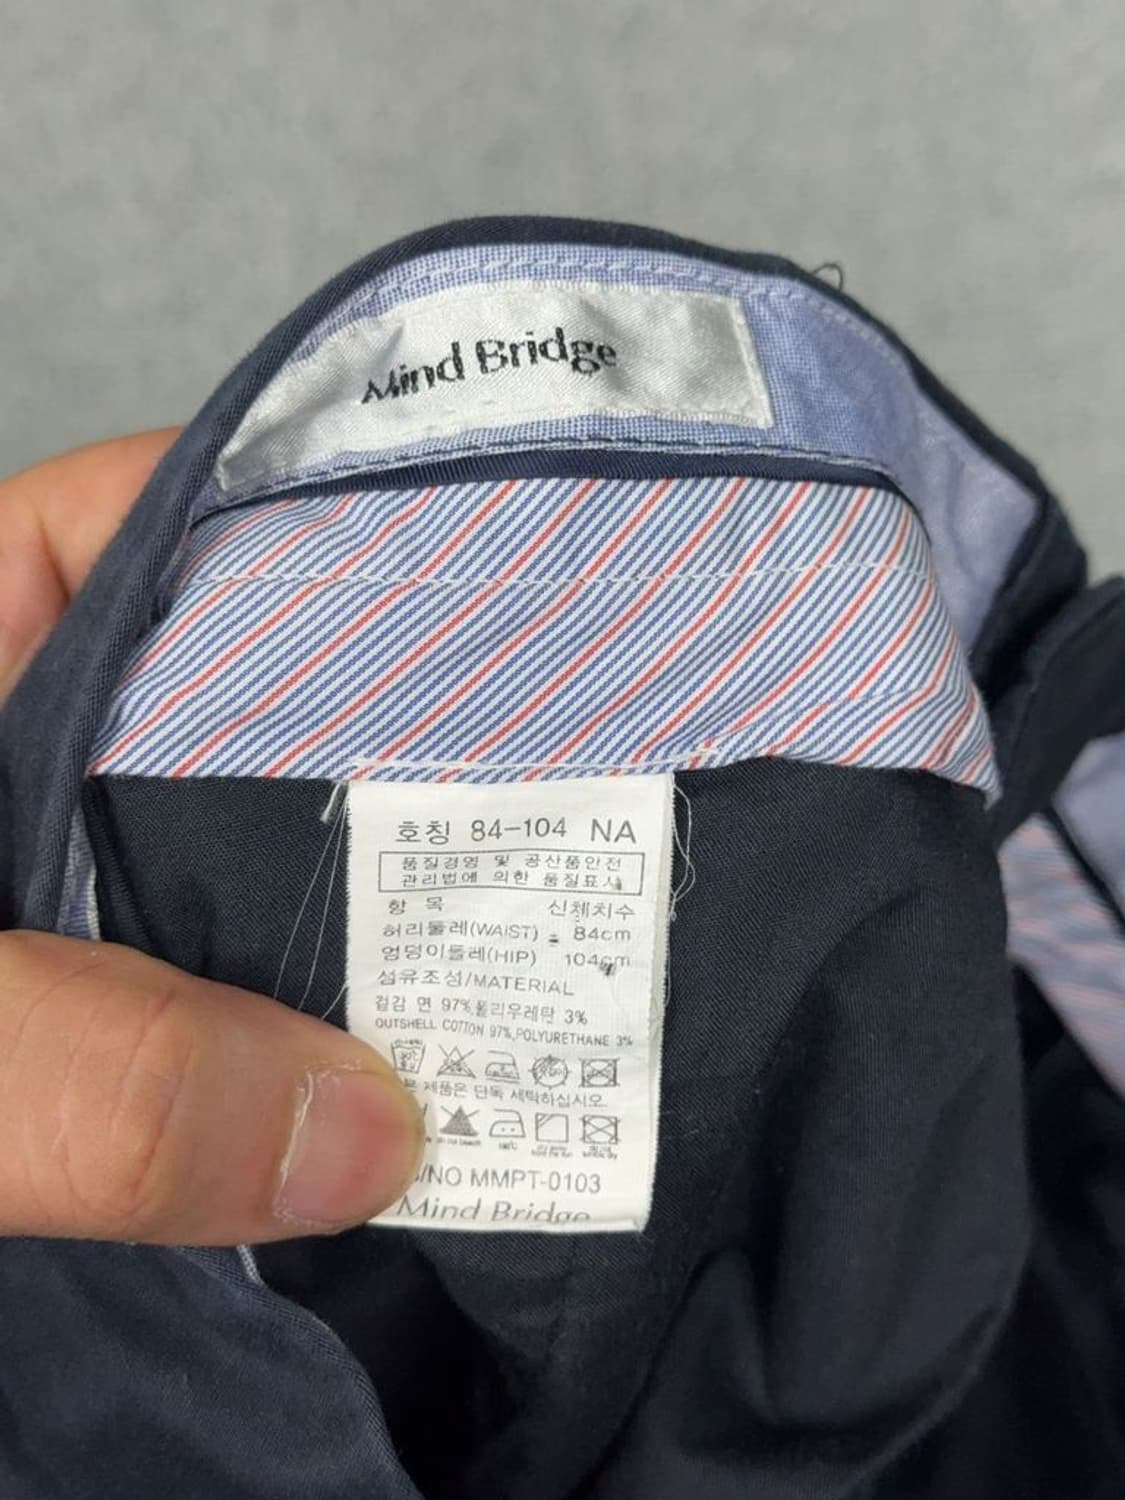 Mind Bridge
호칭 84-104 NA
품질경영 및 공산품안전
관리법에 의한 품질표시
항 목 신체치수
허리둘레(WAIST) 84cm
엉덩이둘레(HIP) 104cm
섬유조성/MATERIAL
겉감 면 97%,폴리우레탄 3%
OUTSHELL COTTON 97%,POLYURETHANE 3%
제품은 단독 세탁하십시오.
/NO MMPT-0103
Mind Bridge